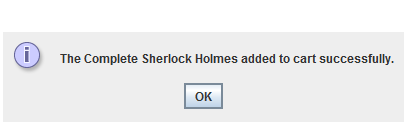 The Complete Sherlock Holmes added to cart successfully.
OK